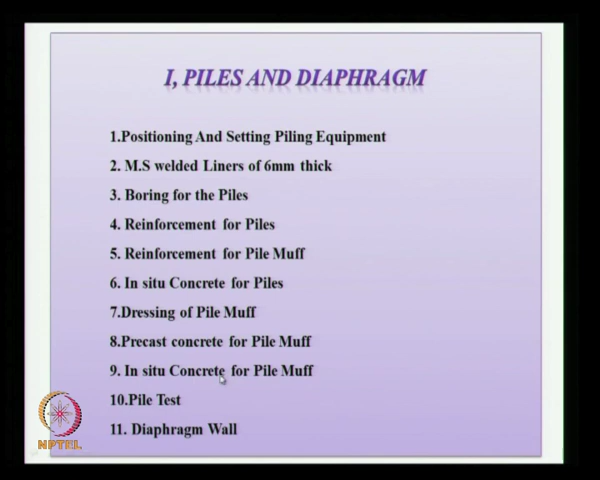 I, PILES AND DIAPHRAGM
1.Positioning And Setting Piling Equipment
2. M.S welded Liners of 6mm thick
3. Boring for the Piles
4. Reinforcement for Piles
5. Reinforcement for Pile Muff
6. In situ Concrete for Piles
7.Dressing of Pile Muff
8.Precast concrete for Pile Muff
9. In situ Concrete for Pile Muff
10.Pile Test
11. Diaphragm Wall
NPTEL